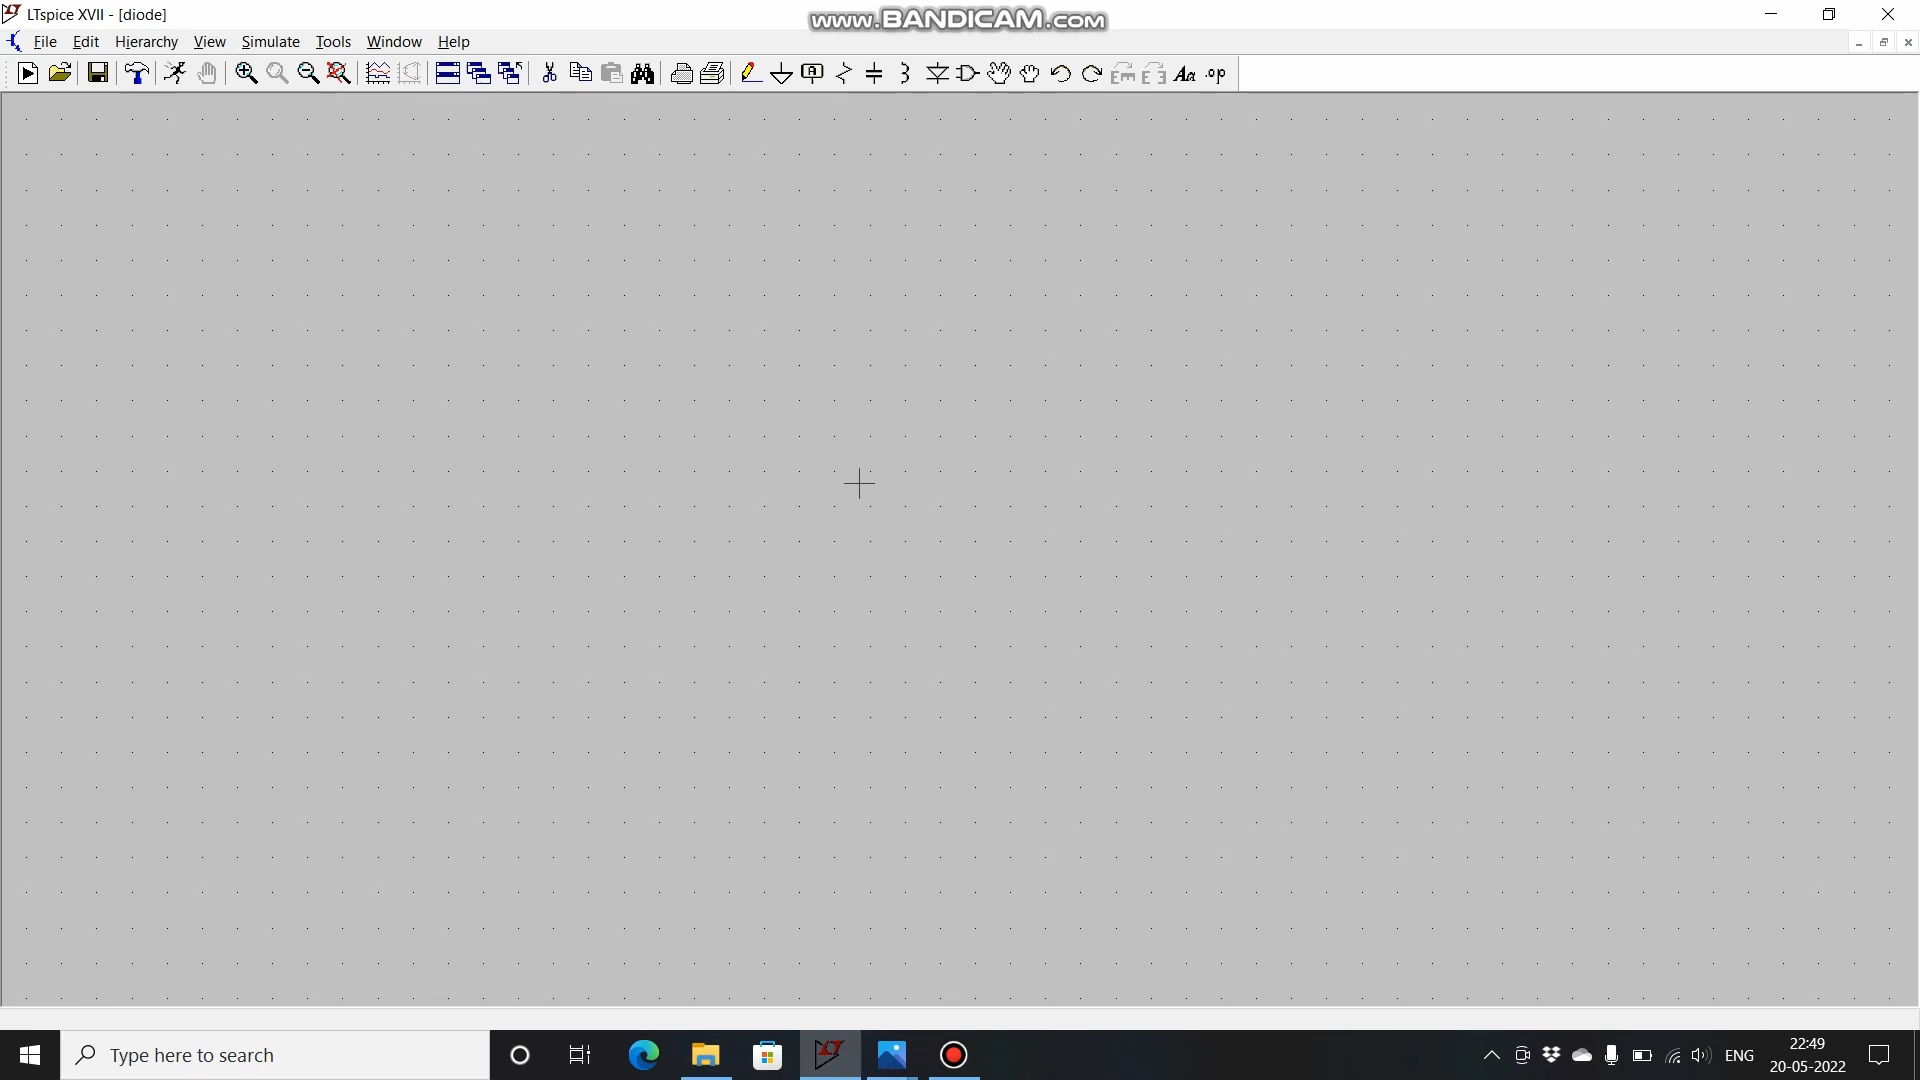 LTspice XVII - [diode]
www.BANDICAM.com
File Edit Hierarchy View Simulate Tools Window Help
Aa .op
Type here to search
ENG
22:49
20-05-2022